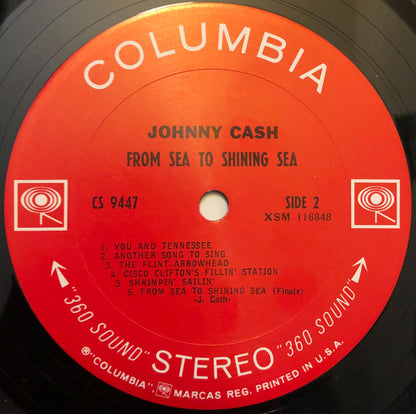 COLUMBIA
JOHNNY CASH
FROM SEA TO SHINING SEA
CS 9447
SIDE 2
XSM 116848
1. YOU AND TENNESSEE
2. ANOTHER SONG TO SING
3. THE FLINT ARROWHEAD
4. CISCO CLIFTON'S FILLIN' STATION
5. SHRIMPIN' SAILIN'
6. FROM SEA TO SHINING SEA (Finale)
-J. Cash-
"360 SOUND" STEREO "360 SOUND"
®"COLUMBIA", MARCAS REG. PRINTED IN U.S.A.